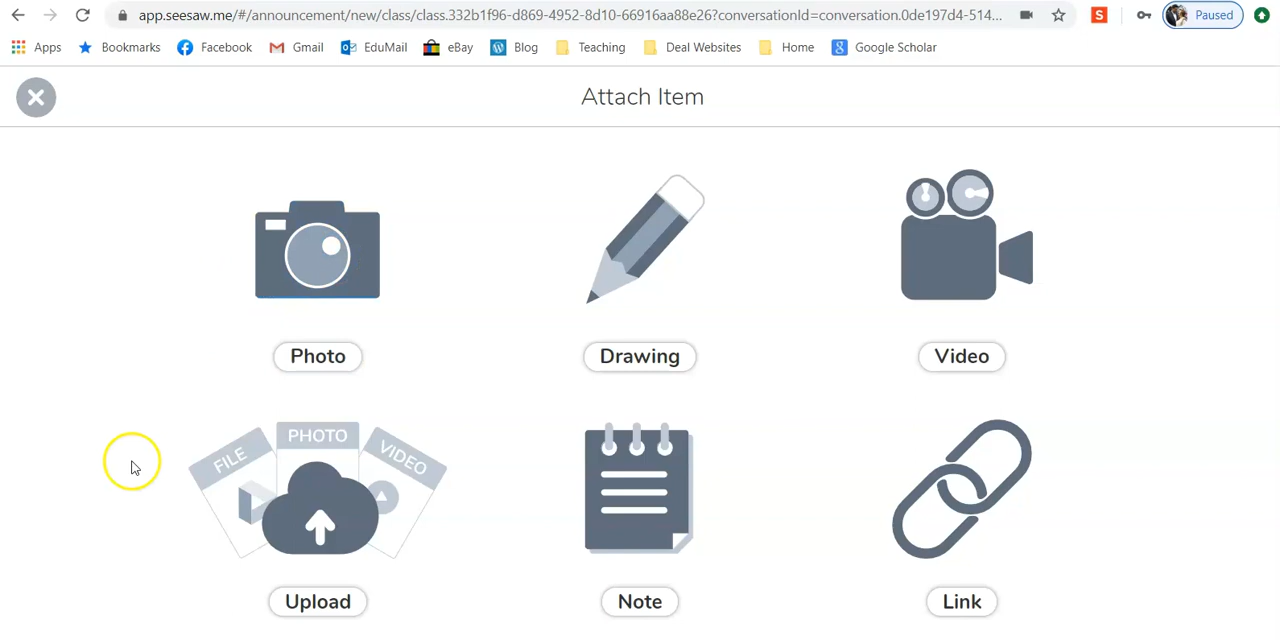 app.seesaw.me/#/announcement/new/class/class.332b1f96-d869-4952-8d10-66916aa88e26?conversationId=conversation.0de197d4-514... S Paused
Apps Bookmarks Facebook Gmail EduMail eBay Blog Teaching Deal Websites Home Google Scholar
Attach Item
Photo Drawing Video
FILE PHOTO VIDEO
Upload Note Link